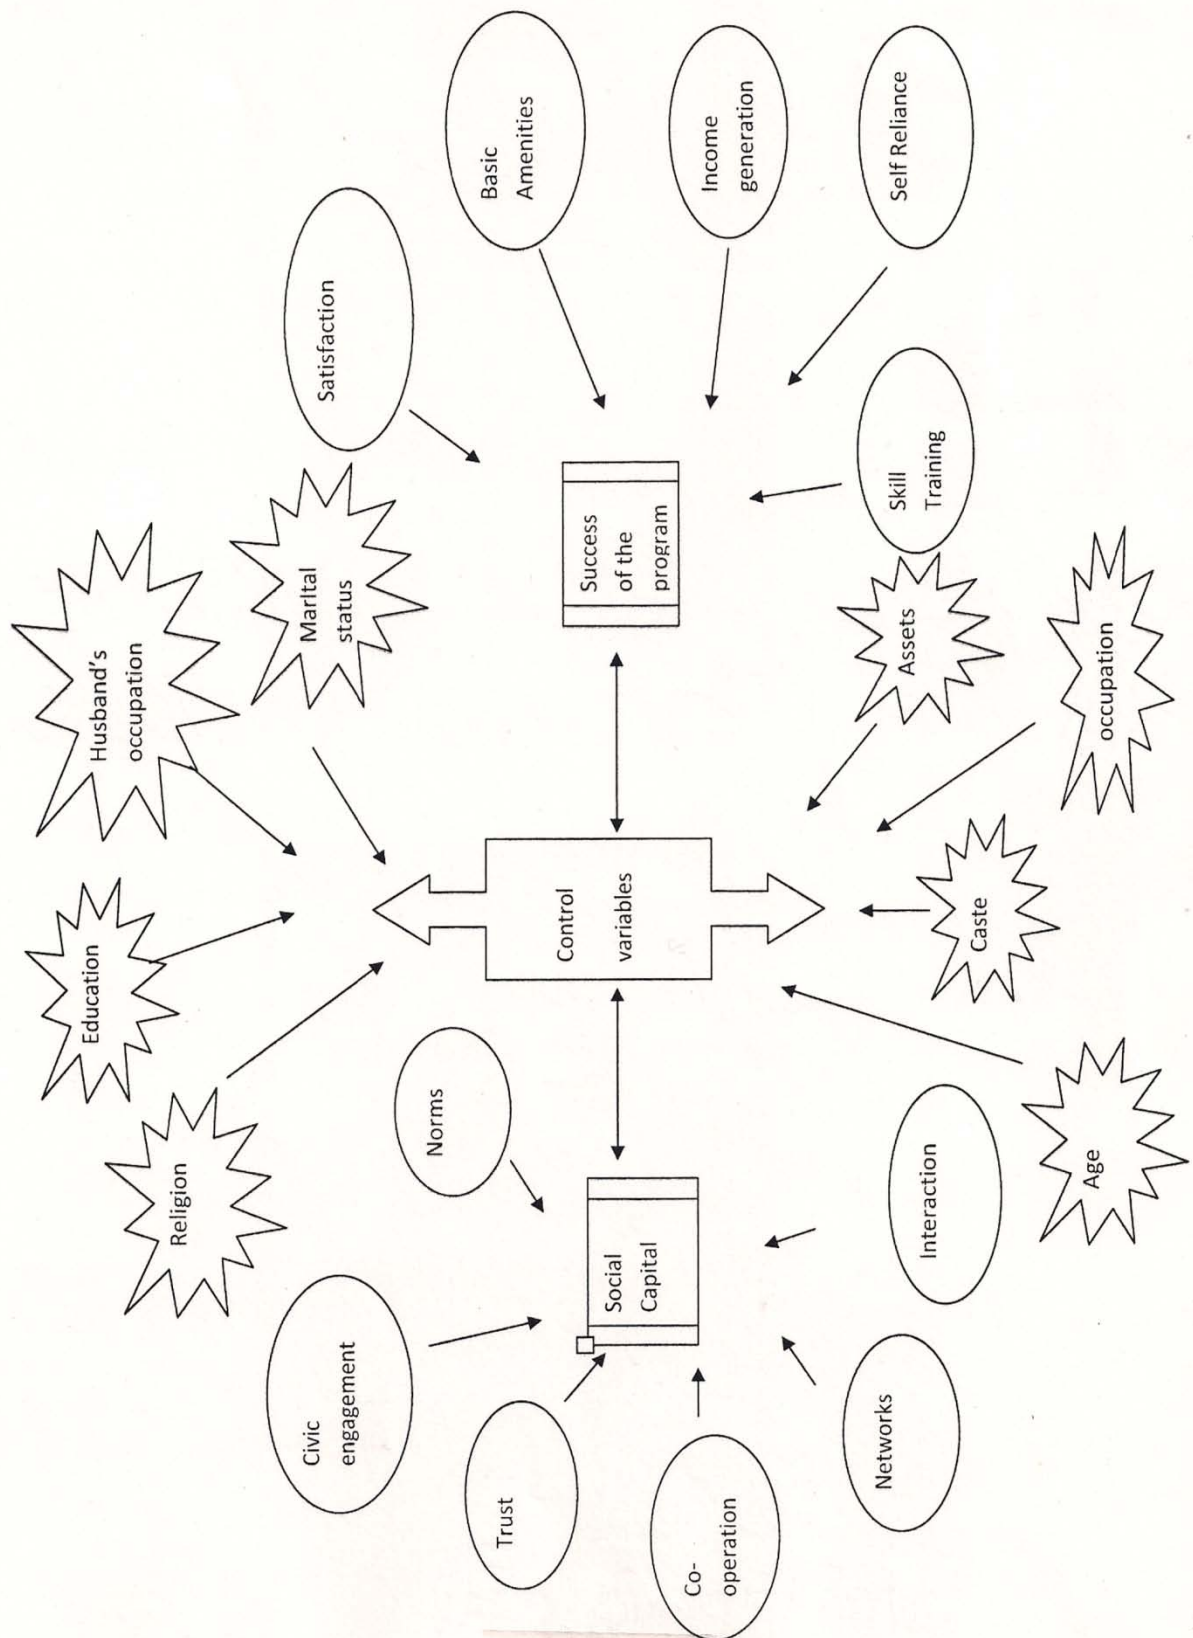 Education
Husband's
occupation
Religion
Civic
engagement
MarItal
status
Satisfaction
Norms
Basic
Amenities
Trust
Social
Capital
Control
variables
Success
of the
program
Co-
operation
Income
generation
Networks
Interaction
Assets
Skill
Training
Self Reliance
Caste
Age
occupation